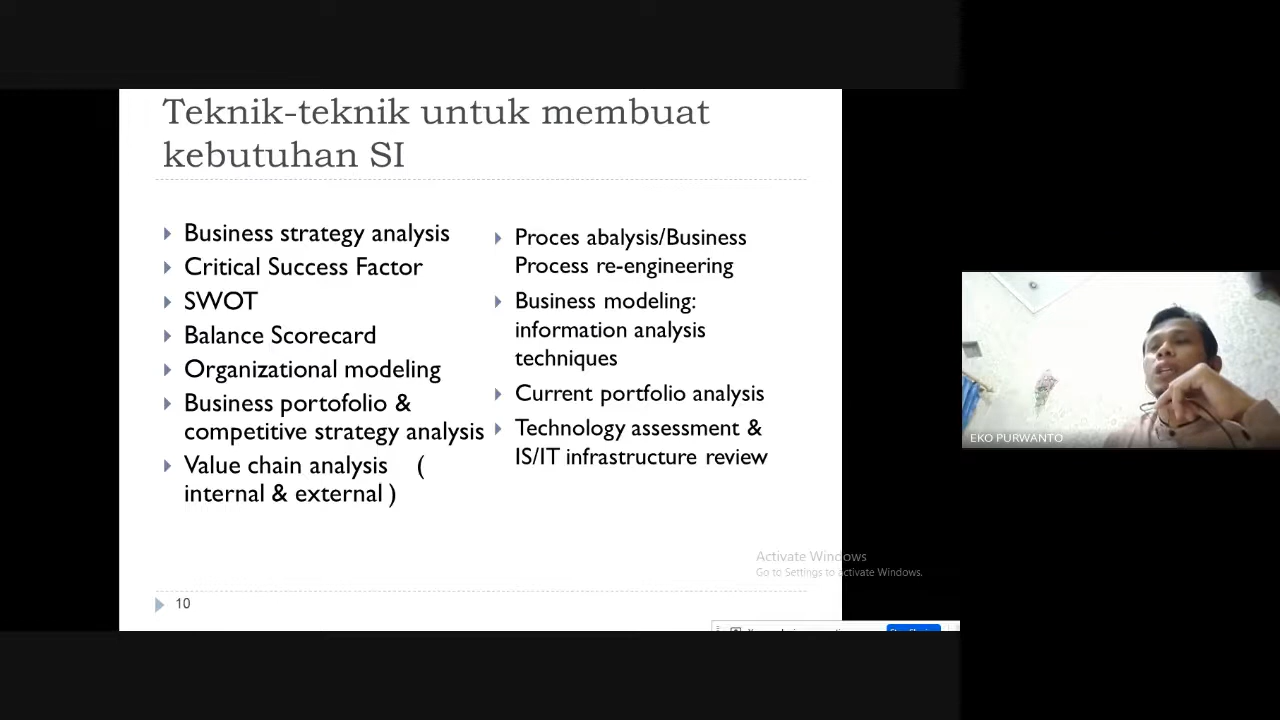 Teknik-teknik untuk membuat
kebutuhan SI
Business strategy analysis
Critical Success Factor
SWOT
Balance Scorecard
Organizational modeling
Business portofolio &
competitive strategy analysis
Value chain analysis (
internal & external )
Proces abalysis/Business
Process re-engineering
Business modeling:
information analysis
techniques
Current portfolio analysis
Technology assessment &
IS/IT infrastructure review
10
Activate Windows
Go to Settings to activate Windows.
EKO PURWANTO